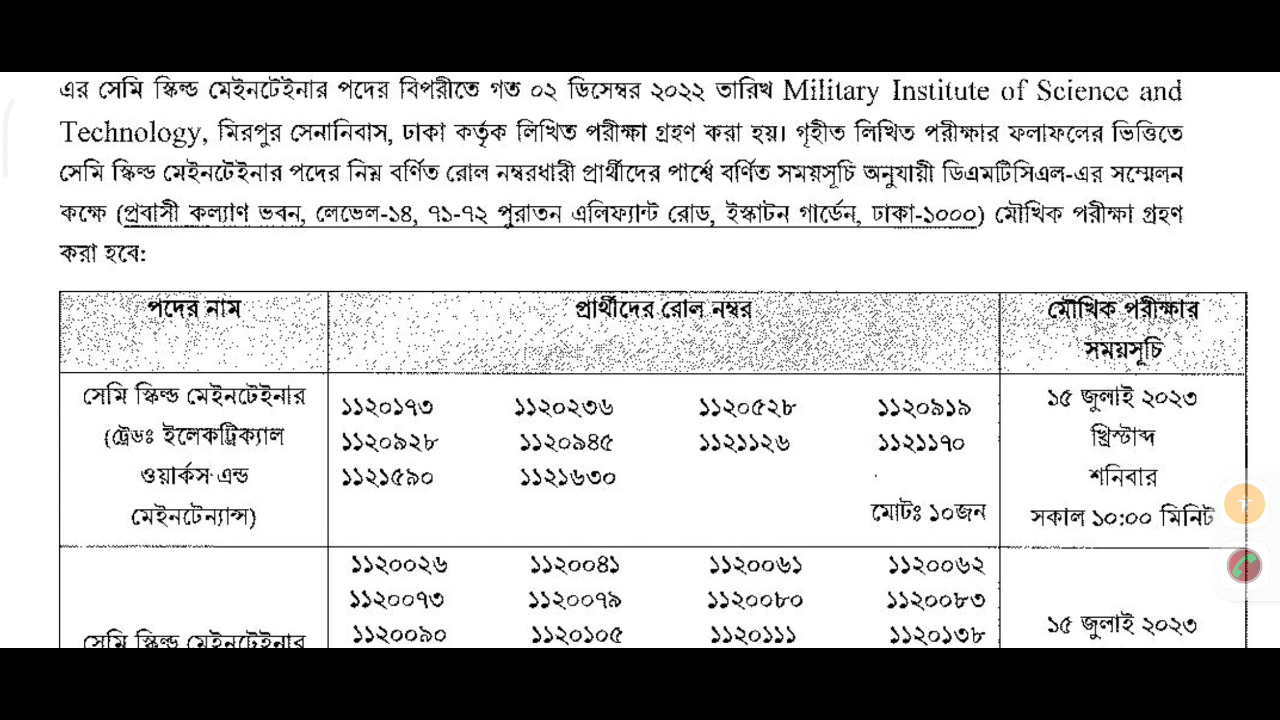 এর সেমি স্কিল্ড মেইনটেইনার পদের বিপরীতে গত ০২ ডিসেম্বর ২০২২ তারিখ Military Institute of Science and
Technology, মিরপুর সেনানিবাস, ঢাকা কর্তৃক লিখিত পরীক্ষা গ্রহণ করা হয়। গৃহীত লিখিত পরীক্ষার ফলাফলের ভিত্তিতে
সেমি স্কিল্ড মেইনটেইনার পদের নিম্ন বর্ণিত রোল নম্বরধারী প্রার্থীদের পার্শ্বে বর্ণিত সময়সূচি অনুযায়ী ডিএমটিসিএল-এর সম্মেলন
কক্ষে (প্রবাসী কল্যাণ ভবন, লেভেল-১৪, ৭১-৭২ পুরাতন এলিফ্যান্ট রোড, ইস্কাটন গার্ডেন, ঢাকা-১০০০) মৌখিক পরীক্ষা গ্রহণ
করা হবে:
পদের নাম প্রার্থীদের রোল নম্বর মৌখিক পরীক্ষার
সময়সূচি
সেমি স্কিল্ড মেইনটেইনার
(ট্রেডঃ ইলেকট্রিক্যাল
ওয়ার্কস এন্ড
মেইনটেন্যান্স)
১১২০১৭৩ ১১২০২৩৬ ১১২০৫২৮ ১১২০৯১৯
১১২০৯২৮ ১১২০৯৪৫ ১১২১১২৬ ১১২১১৭০
১১২১৫৯০ ১১২১৬৩০
মোটঃ ১০জন
১৫ জুলাই ২০২৩
খ্রিস্টাব্দ
শনিবার
সকাল ১০:০০ মিনিট
সেমি স্কিল্ড মেইনটেইনার
১১২০০২৬ ১১২০০৪১ ১১২০০৬১ ১১২০০৬২
১১২০০৭৩ ১১২০০৭৯ ১১২০০৮০ ১১২০০৮৩
১১২০০৯০ ১১২০১০৫ ১১২০১১১ ১১২০১৩৮
১৫ জুলাই ২০২৩